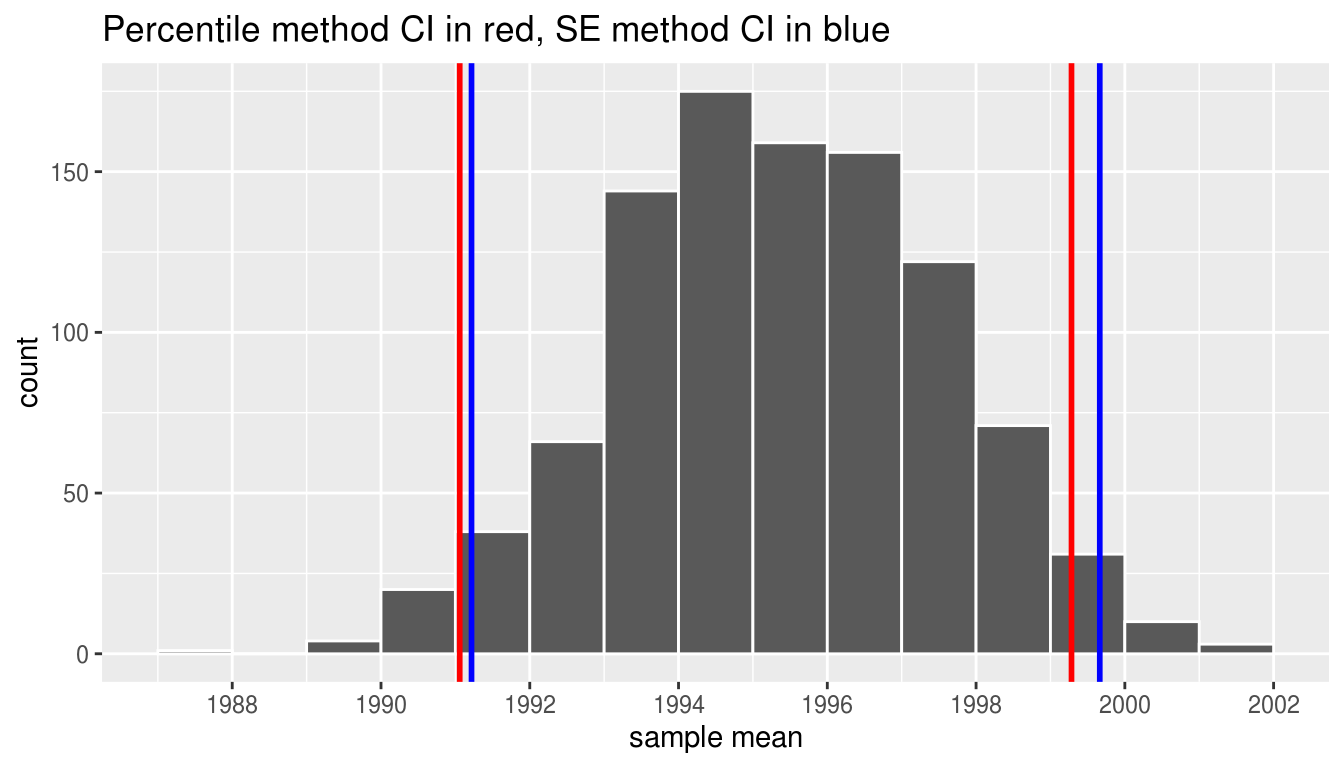 Percentile method CI in red, SE method CI in blue
count
150
100
50
0
1988 1990 1992 1994 1996 1998 2000 2002
sample mean